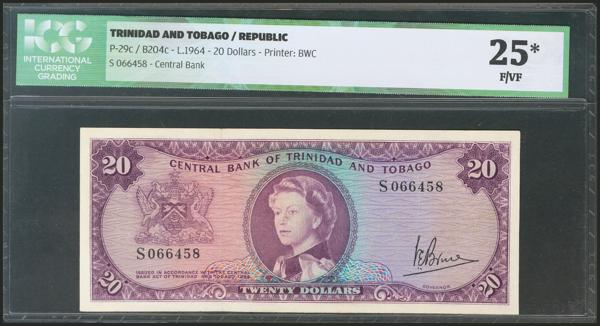 ICG
INTERNATIONAL
CURRENCY
GRADING
TRINIDAD AND TOBAGO / REPUBLIC
P-29c / B204c - L.1964 - 20 Dollars - Printer: BWC
S 066458 - Central Bank
25*
F/VF
20
20
CENTRAL BANK OF TRINIDAD AND TOBAGO
S 066458
S 066458
ISSUED IN ACCORDANCE WITH THE CENTRAL
BANK ACT OF TRINIDAD AND TOBAGO 1964
GOVERNOR
20
TWENTY DOLLARS
20